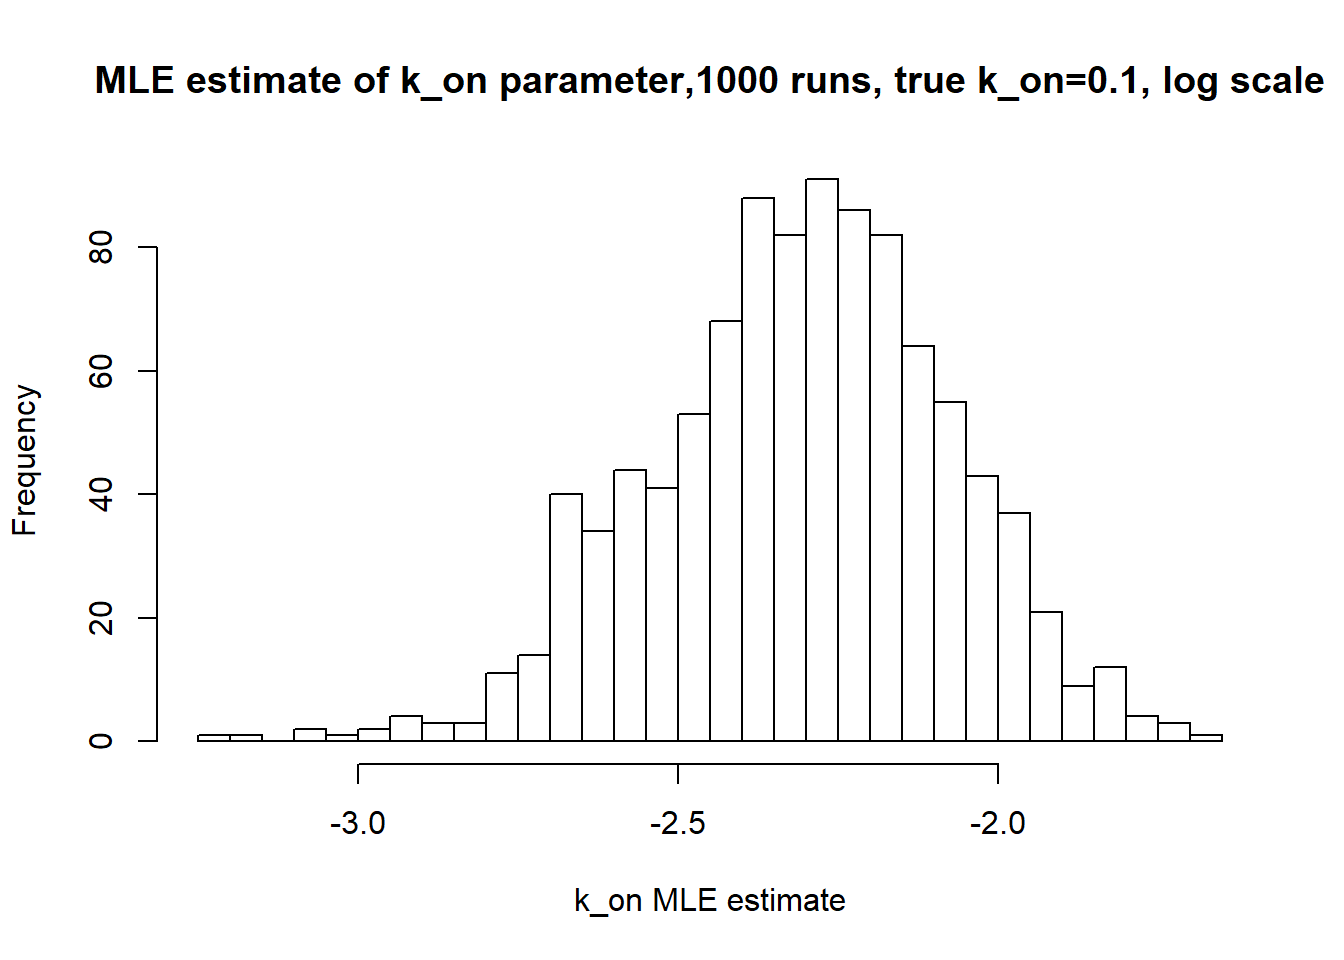 MLE estimate of k_on parameter,1000 runs, true k_on=0.1, log scale
Frequency
80
60
40
20
0
-3.0 -2.5 -2.0
k_on MLE estimate